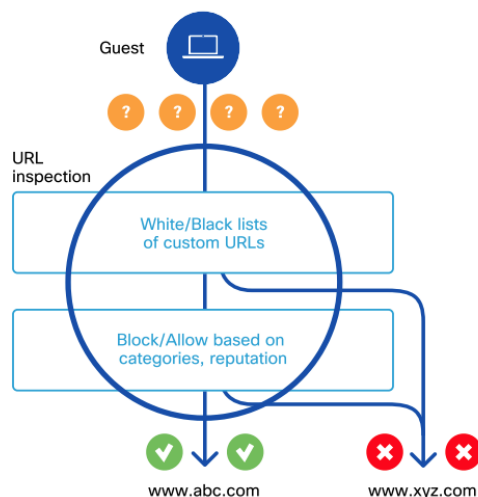 Guest
? ? ? ?
URL
inspection
White/Black lists
of custom URLs
Block/Allow based on
categories, reputation
www.abc.com
www.xvz.com